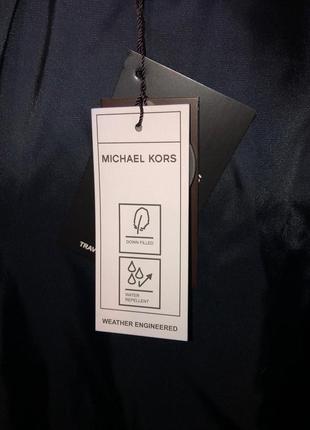 MICHAEL KORS
DOWN FILLED
WATER
REPELLENT
WEATHER ENGINEERED
TRAV